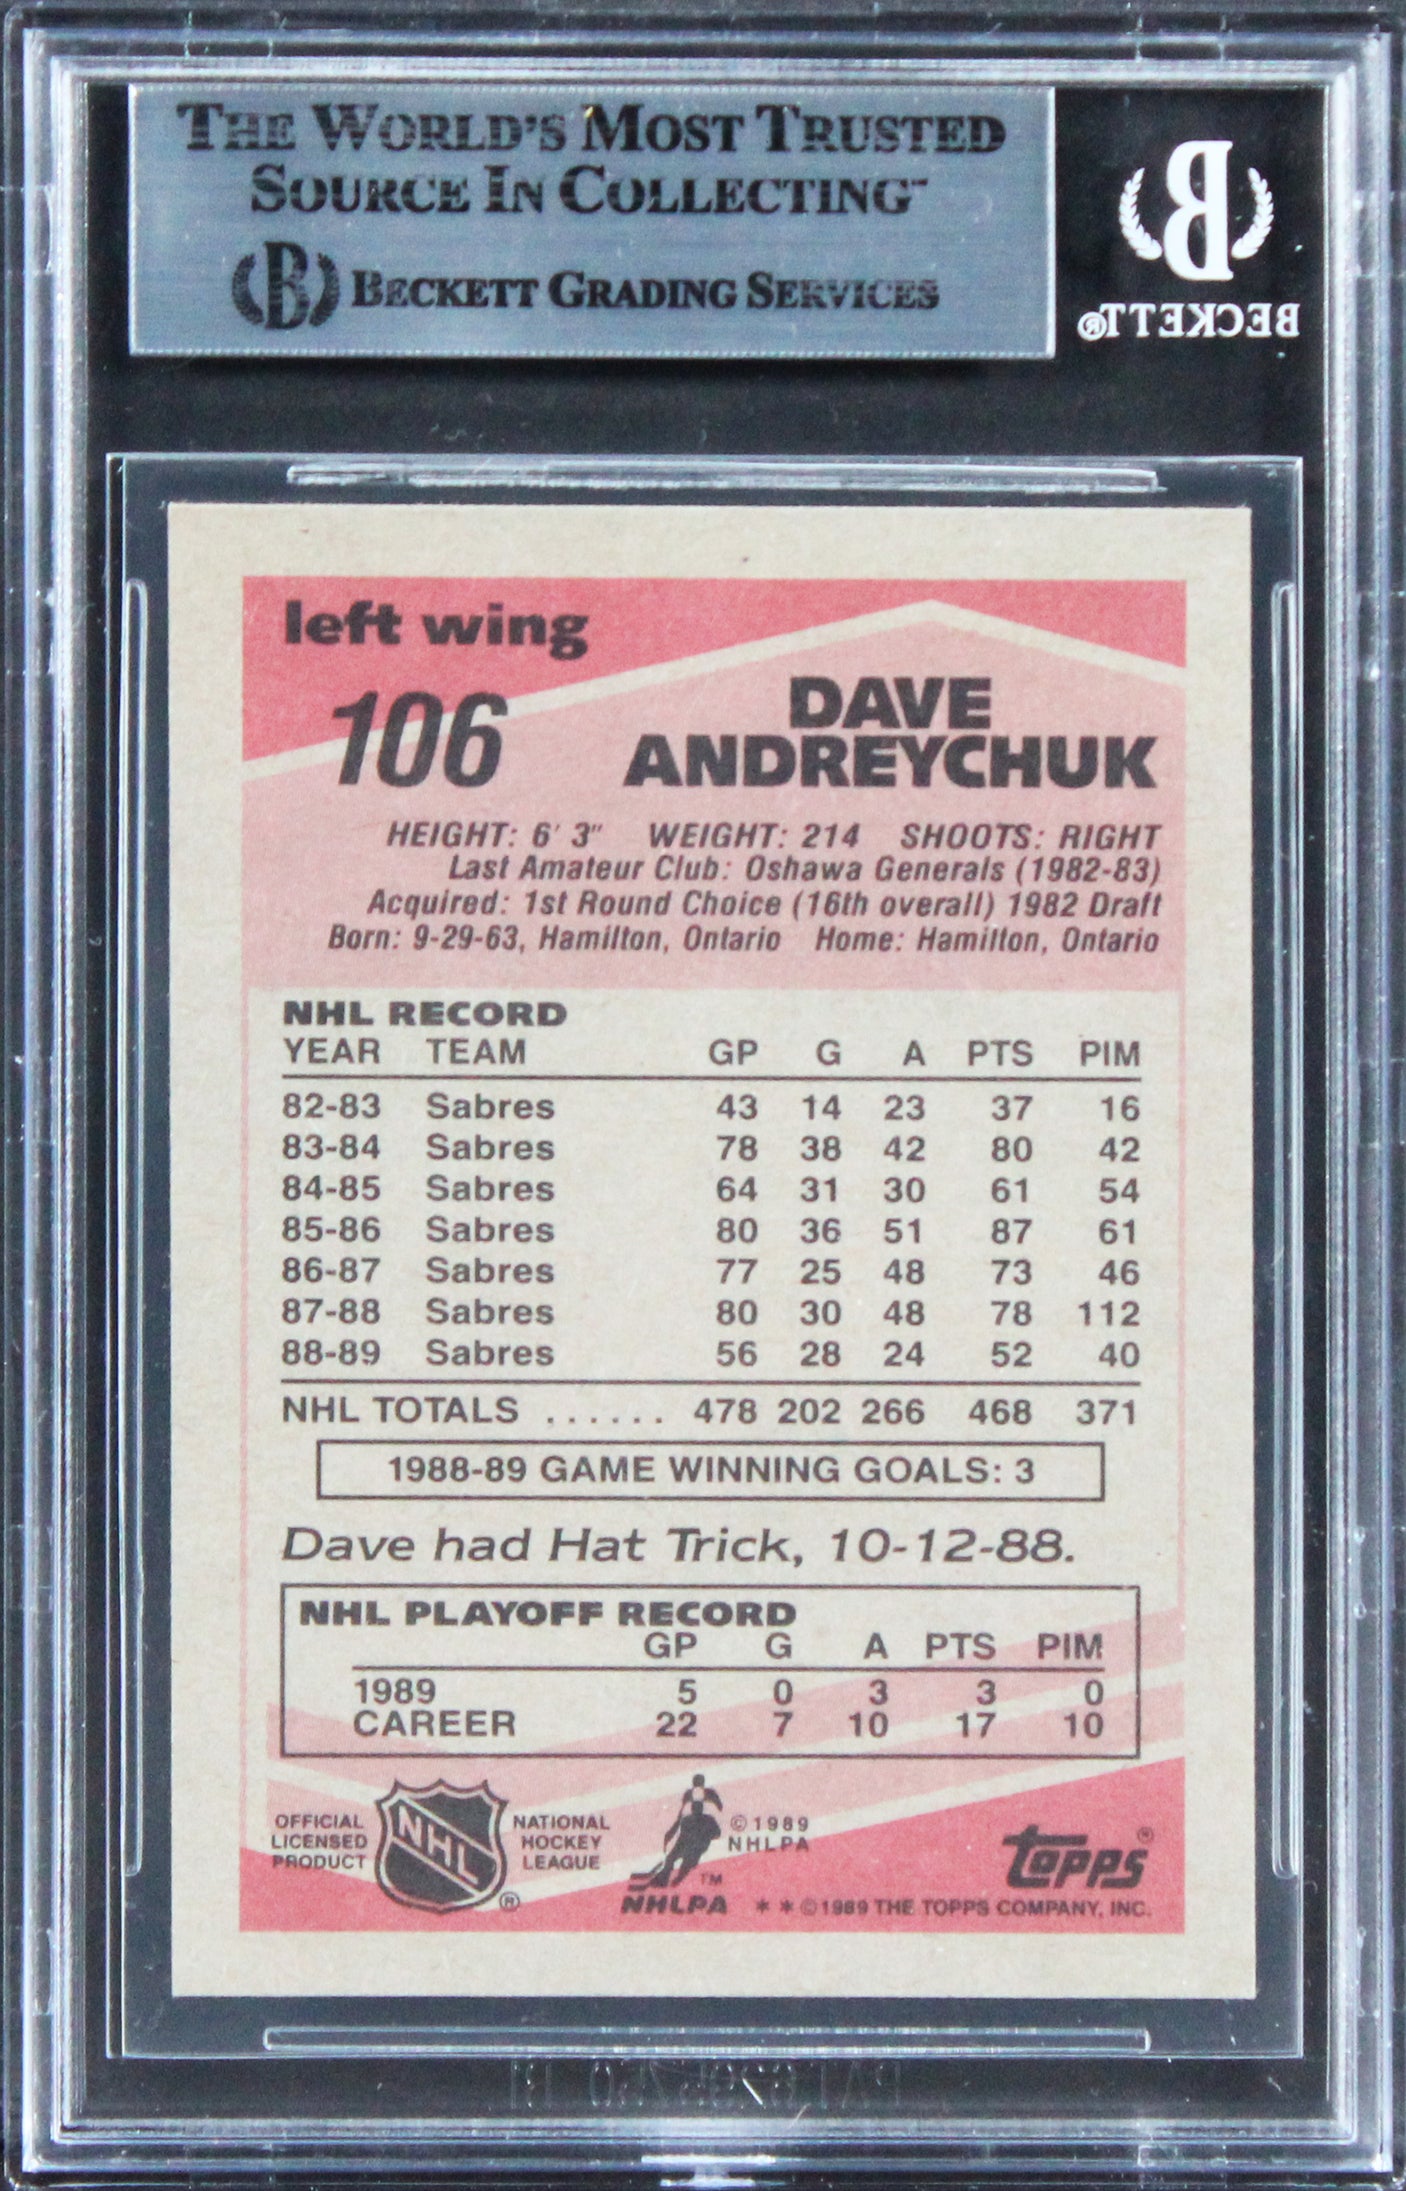 THE WORLD'S MOST TRUSTED
SOURCE IN COLLECTING™
B BECKETT GRADING SERVICES
B
BECKETT®
left wing
106
DAVE
ANDREYCHUK
HEIGHT: 6' 3" WEIGHT: 214 SHOOTS: RIGHT
Last Amateur Club: Oshawa Generals (1982-83)
Acquired: 1st Round Choice (16th overall) 1982 Draft
Born: 9-29-63, Hamilton, Ontario Home: Hamilton, Ontario
NHL RECORD
YEAR TEAM GP G A PTS PIM
82-83 Sabres 43 14 23 37 16
83-84 Sabres 78 38 42 80 42
84-85 Sabres 64 31 30 61 54
85-86 Sabres 80 36 51 87 61
86-87 Sabres 77 25 48 73 46
87-88 Sabres 80 30 48 78 112
88-89 Sabres 56 28 24 52 40
NHL TOTALS ...... 478 202 266 468 371
1988-89 GAME WINNING GOALS: 3
Dave had Hat Trick, 10-12-88.
NHL PLAYOFF RECORD
GP G A PTS PIM
1989 5 0 3 3 0
CAREER 22 7 10 17 10
OFFICIAL
LICENSED
PRODUCT
NHL
®
NATIONAL
HOCKEY
LEAGUE
TM
NHLPA
©1989
NHLPA
topps®
* * ©1989 THE TOPPS COMPANY, INC.